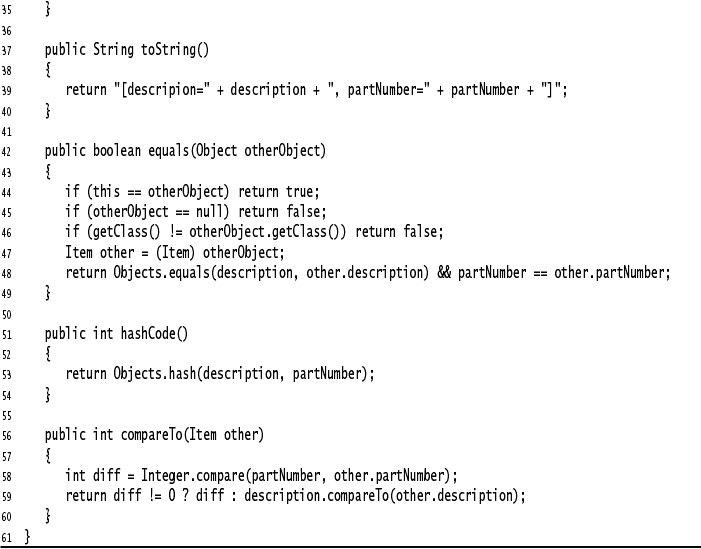 35    }
36
37    public String toString()
38    {
39       return "[descripion=" + description + ", partNumber=" + partNumber + "]";
40    }
41
42    public boolean equals(Object otherObject)
43    {
44       if (this == otherObject) return true;
45       if (otherObject == null) return false;
46       if (getClass() != otherObject.getClass()) return false;
47       Item other = (Item) otherObject;
48       return Objects.equals(description, other.description) && partNumber == other.partNumber;
49    }
50
51    public int hashCode()
52    {
53       return Objects.hash(description, partNumber);
54    }
55
56    public int compareTo(Item other)
57    {
58       int diff = Integer.compare(partNumber, other.partNumber);
59       return diff != 0 ? diff : description.compareTo(other.description);
60    }
61 }